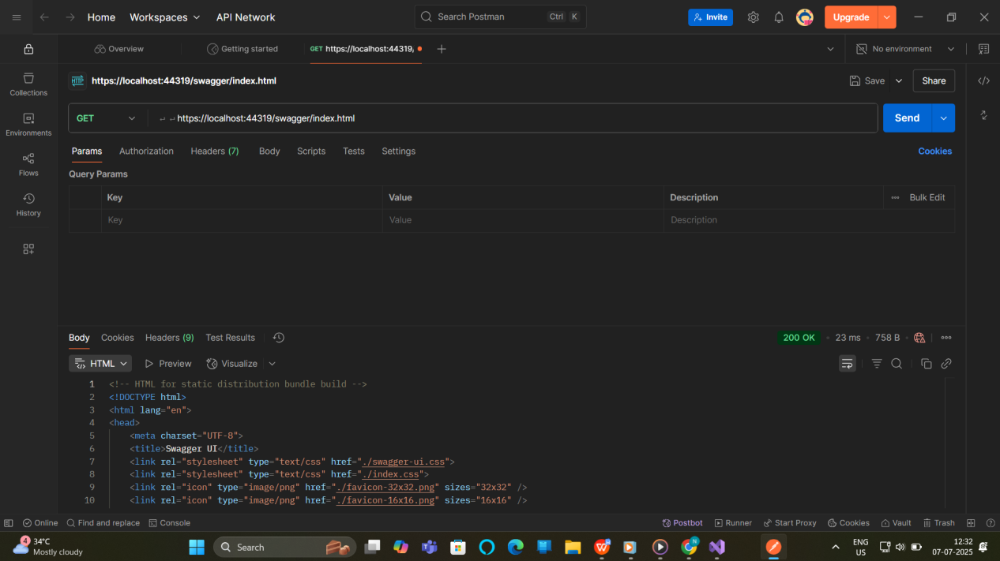 Home Workspaces API Network Search Postman Ctrl K Invite Upgrade
Overview Getting started GET https://localhost:44319, No environment
HTTP https://localhost:44319/swagger/index.html Save Share
GET https://localhost:44319/swagger/index.html Send
Params Authorization Headers (7) Body Scripts Tests Settings Cookies
Query Params
Key Value Description Bulk Edit
Key Value Description
Collections
Environments
Flows
History
Body Cookies Headers (9) Test Results 200 OK 23 ms 758 B
HTML Preview Visualize
1 <!-- HTML for static distribution bundle build -->
2 <!DOCTYPE html>
3 <html lang="en">
4 <head>
5 <meta charset="UTF-8">
6 <title>Swagger UI</title>
7 <link rel="stylesheet" type="text/css" href="./swagger-ui.css">
8 <link rel="stylesheet" type="text/css" href="./index.css">
9 <link rel="icon" type="image/png" href="./favicon-32x32.png" sizes="32x32" />
10 <link rel="icon" type="image/png" href="./favicon-16x16.png" sizes="16x16" />
Online Find and replace Console Postbot Runner Start Proxy Cookies Vault Trash
4 34°C
Mostly cloudy
Search
ENG
US
12:32
07-07-2025